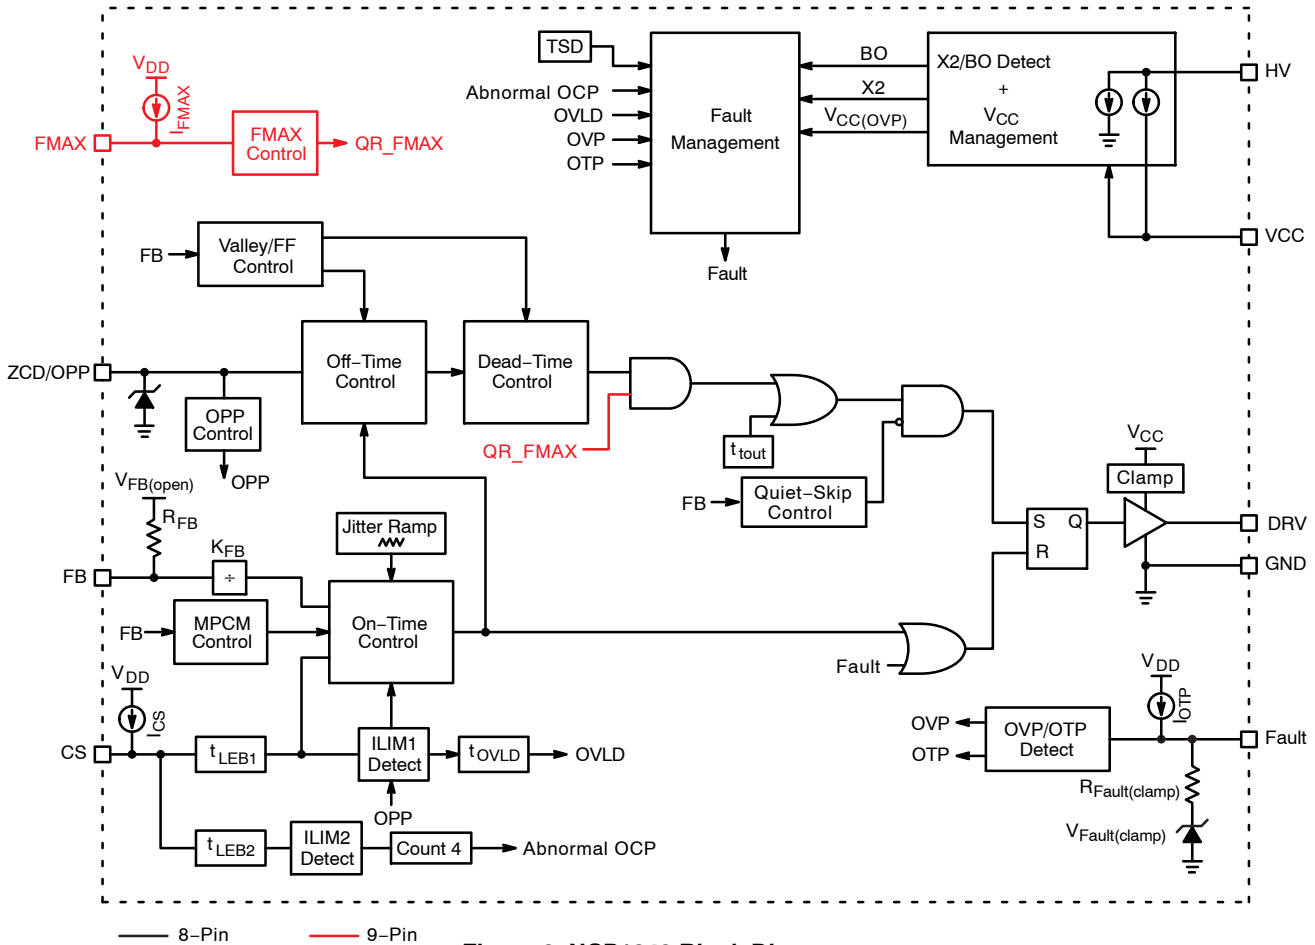 TSD
Abnormal OCP
OVLD
OVP
OTP
Fault
Management
BO
X2
VCC(OVP)
X2/BO Detect
+
VCC
Management
HV
VCC
Fault
VDD
IFMAX
FMAX
FMAX
Control
QR_FMAX
FB
Valley/FF
Control
ZCD/OPP
Off−Time
Control
Dead−Time
Control
OPP
Control
OPP
QR_FMAX
ttout
FB
Quiet−Skip
Control
VCC
Clamp
S Q
R
DRV
GND
VFB(open)
RFB
KFB
FB
÷
Jitter Ramp
On−Time
Control
FB
MPCM
Control
Fault
VDD
ICS
CS
tLEB1
ILIM1
Detect
tOVLD
OVLD
OPP
tLEB2
ILIM2
Detect
Count 4
Abnormal OCP
VDD
IOTP
OVP
OTP
OVP/OTP
Detect
Fault
RFault(clamp)
VFault(clamp)
8−Pin
9−Pin